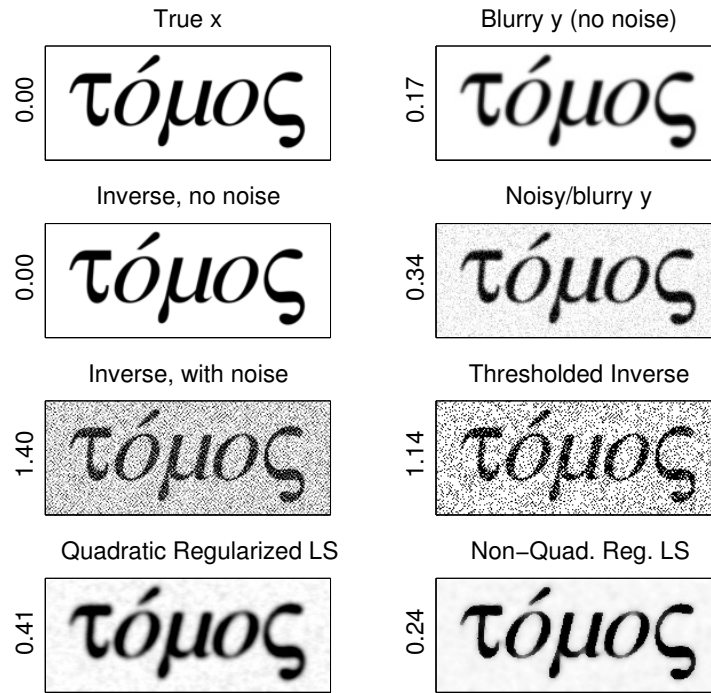 True x
Blurry y (no noise)
0.00
τόμος
0.17
τόμος
Inverse, no noise
Noisy/blurry y
0.00
τόμος
0.34
τόμος
Inverse, with noise
Thresholded Inverse
1.40
τόμος
1.14
τόμος
Quadratic Regularized LS
Non−Quad. Reg. LS
0.41
τόμος
0.24
τόμος